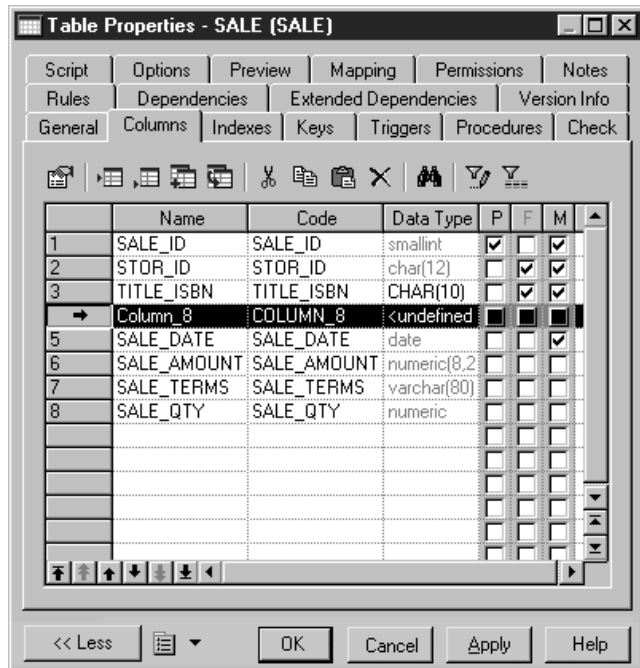 Table Properties - SALE (SALE)
Script Options Preview Mapping Permissions Notes
Rules Dependencies Extended Dependencies Version Info
General Columns Indexes Keys Triggers Procedures Check
Name Code Data Type P F M
1 SALE_ID SALE_ID smallint
2 STOR_ID STOR_ID char(12)
3 TITLE_ISBN TITLE_ISBN CHAR(10)
Column_8 COLUMN_8 <undefined
5 SALE_DATE SALE_DATE date
6 SALE_AMOUNT SALE_AMOUNT numeric(8,2
7 SALE_TERMS SALE_TERMS varchar(80)
8 SALE_QTY SALE_QTY numeric
<< Less OK Cancel Apply Help